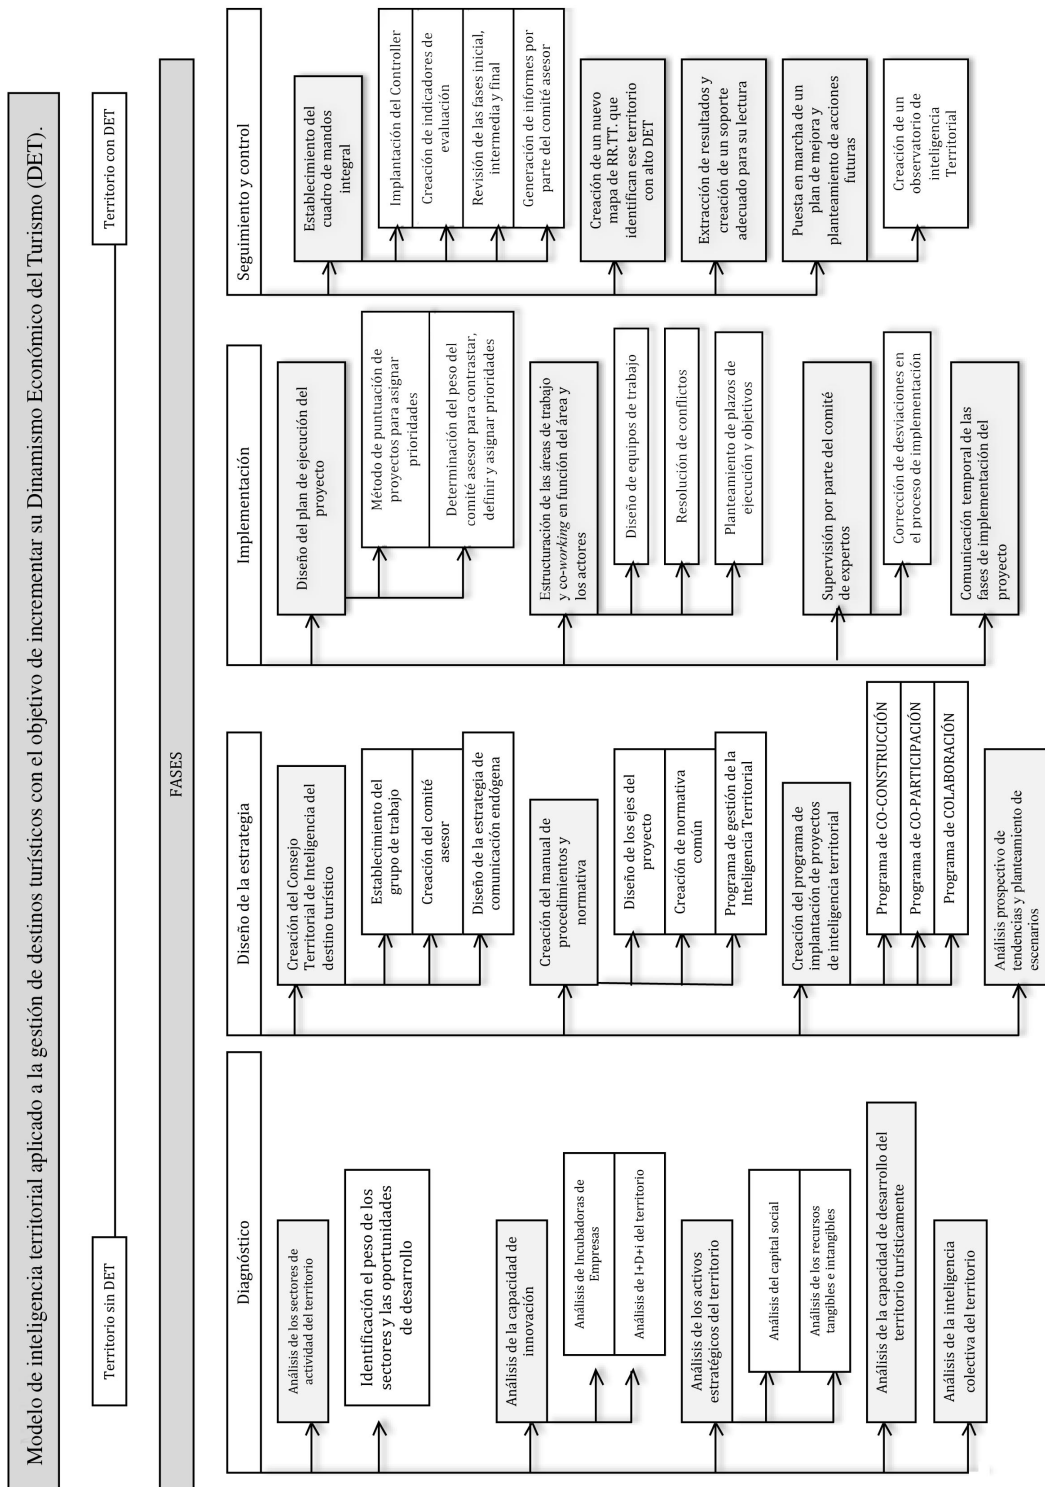 Modelo de inteligencia territorial aplicado a la gestión de destinos turísticos con el objetivo de incrementar su Dinamismo Económico del Turismo (DET).
Territorio sin DET
Territorio con DET
FASES
Diagnóstico
Análisis de los sectores de
actividad del territorio
Identificación el peso de los
sectores y las oportunidades
de desarrollo
Análisis de la capacidad de
innovación
Análisis de Incubadoras de
Empresas
Análisis de I+D+i del territorio
Análisis de los activos
estratégicos del territorio
Análisis del capital social
Análisis de los recursos
tangibles e intangibles
Análisis de la capacidad de desarrollo del
territorio turísticamente
Análisis de la inteligencia
colectiva del territorio
Diseño de la estrategia
Creación del Consejo
Territorial de Inteligencia del
destino turístico
Establecimiento del
grupo de trabajo
Creación del comité
asesor
Diseño de la estrategia de
comunicación endógena
Creación del manual de
procedimientos y
normativa
Diseño de los ejes del
proyecto
Creación de normativa
común
Programa de gestión de la
Inteligencia Territorial
Creación del programa de
implantación de proyectos
de inteligencia territorial
Programa de CO-CONSTRUCCIÓN
Programa de CO-PARTICIPACIÓN
Programa de COLABORACIÓN
Análisis prospectivo de
tendencias y planteamiento de
escenarios
Implementación
Diseño del plan de ejecución del
proyecto
Método de puntuación de
proyectos para asignar
prioridades
Determinación del peso del
comité asesor para contrastar,
definir y asignar prioridades
Estructuración de las áreas de trabajo
y co-working en función del área y
los actores
Diseño de equipos de trabajo
Resolución de conflictos
Planteamiento de plazos de
ejecución y objetivos
Supervisión por parte del comité
de expertos
Corrección de desviaciones en
el proceso de implementación
Comunicación temporal de las
fases de implementación del
proyecto
Seguimiento y control
Establecimiento del
cuadro de mandos
integral
Implantación del Controller
Creación de indicadores de
evaluación
Revisión de las fases inicial,
intermedia y final
Generación de informes por
parte del comité asesor
Creación de un nuevo
mapa de RR.TT. que
identifican ese territorio
con alto DET
Extracción de resultados y
creación de un soporte
adecuado para su lectura
Puesta en marcha de un
plan de mejora y
planteamiento de acciones
futuras
Creación de un
observatorio de
inteligencia
Territorial